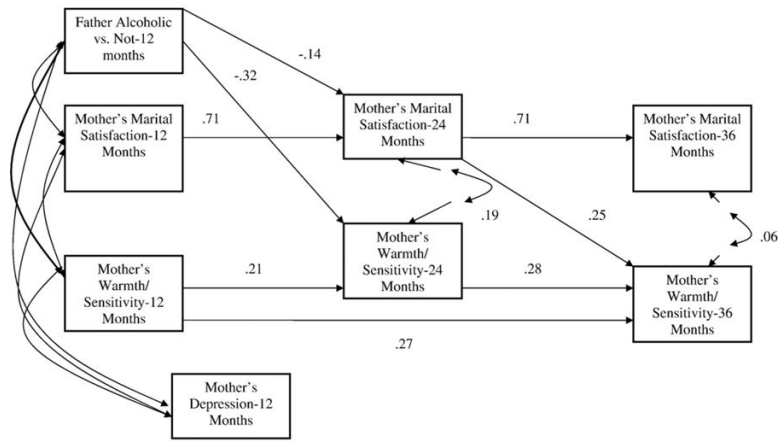 Father Alcoholic
vs. Not-12
months
-.14
-.32
Mother's Marital
Satisfaction-12
Months
.71
Mother's Marital
Satisfaction-24
Months
.71
Mother's Marital
Satisfaction-36
Months
.19
.25
.06
Mother's
Warmth/
Sensitivity-12
Months
.21
Mother's
Warmth/
Sensitivity-24
Months
.28
Mother's
Warmth/
Sensitivity-36
Months
.27
Mother's
Depression-12
Months